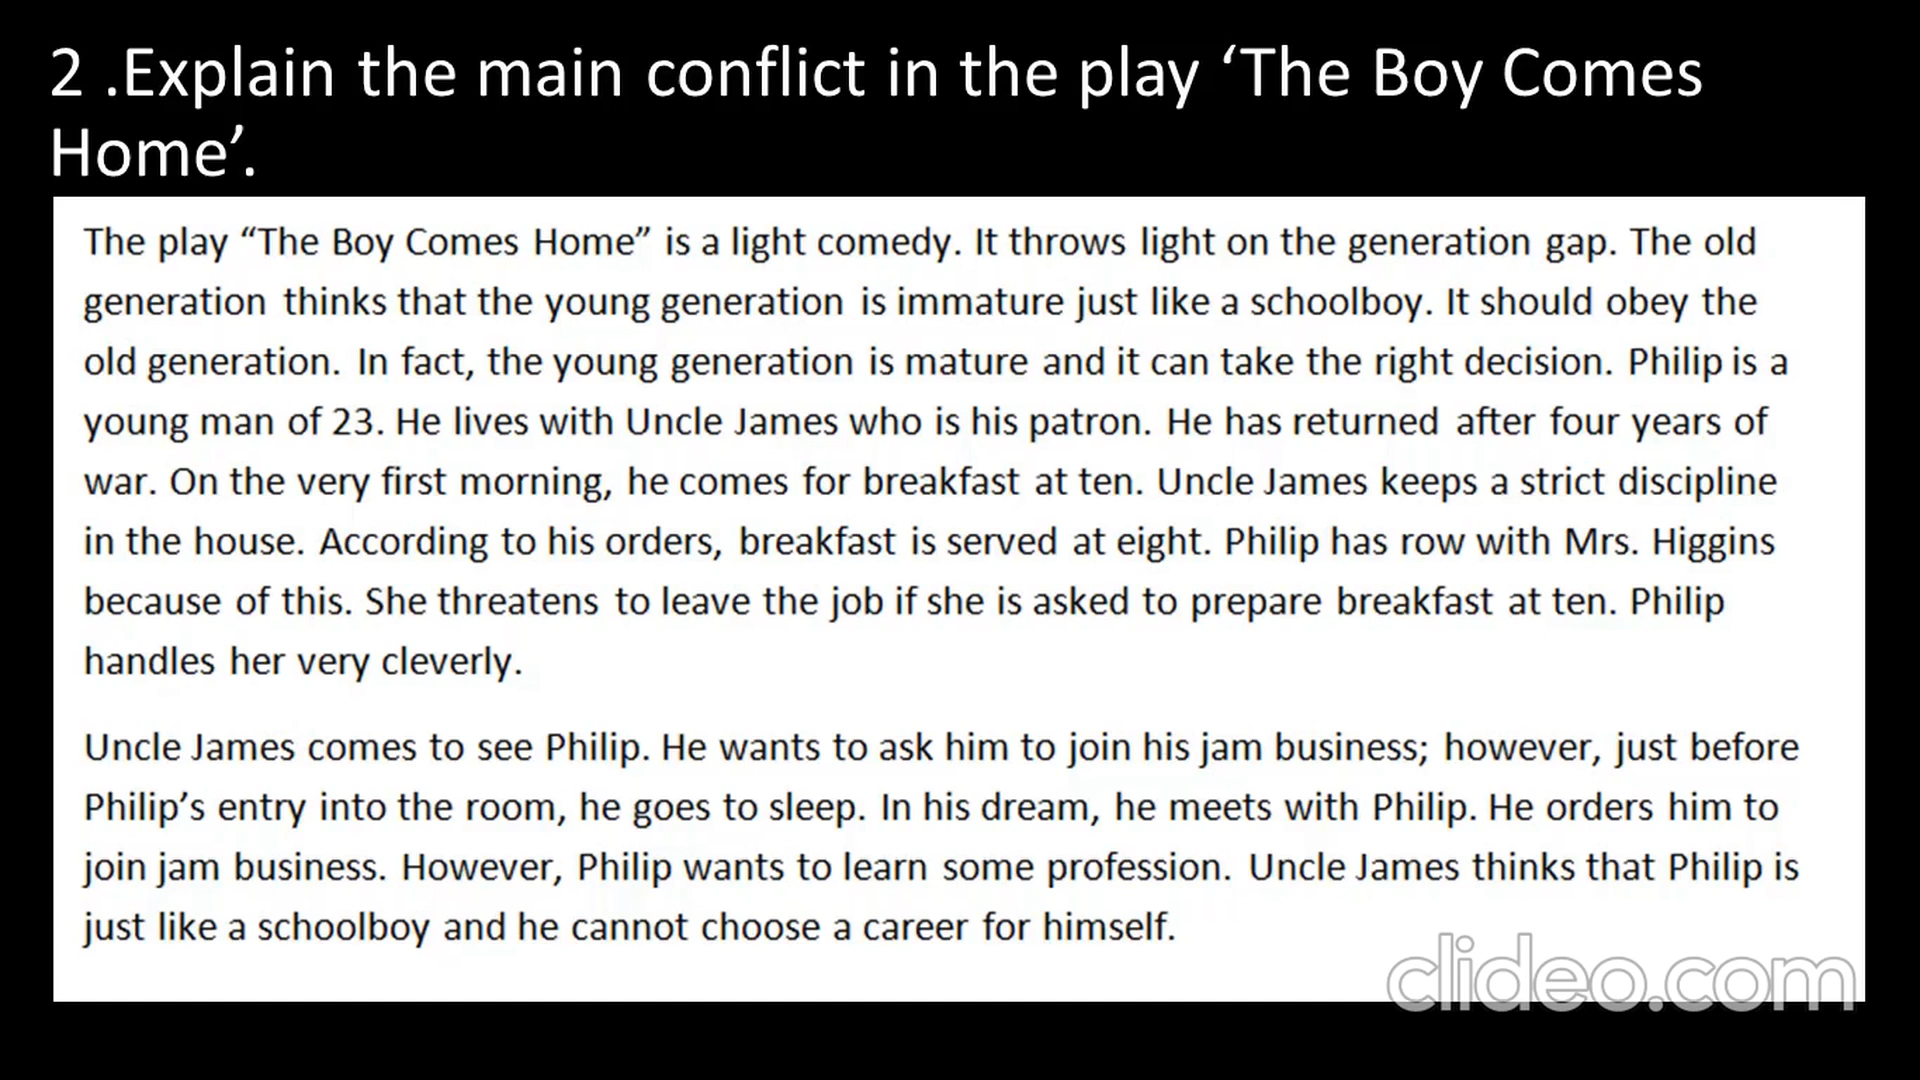 2 .Explain the main conflict in the play ‘The Boy Comes
Home’.
The play “The Boy Comes Home” is a light comedy. It throws light on the generation gap. The old
generation thinks that the young generation is immature just like a schoolboy. It should obey the
old generation. In fact, the young generation is mature and it can take the right decision. Philip is a
young man of 23. He lives with Uncle James who is his patron. He has returned after four years of
war. On the very first morning, he comes for breakfast at ten. Uncle James keeps a strict discipline
in the house. According to his orders, breakfast is served at eight. Philip has row with Mrs. Higgins
because of this. She threatens to leave the job if she is asked to prepare breakfast at ten. Philip
handles her very cleverly.
Uncle James comes to see Philip. He wants to ask him to join his jam business; however, just before
Philip’s entry into the room, he goes to sleep. In his dream, he meets with Philip. He orders him to
join jam business. However, Philip wants to learn some profession. Uncle James thinks that Philip is
just like a schoolboy and he cannot choose a career for himself.
clideo.com